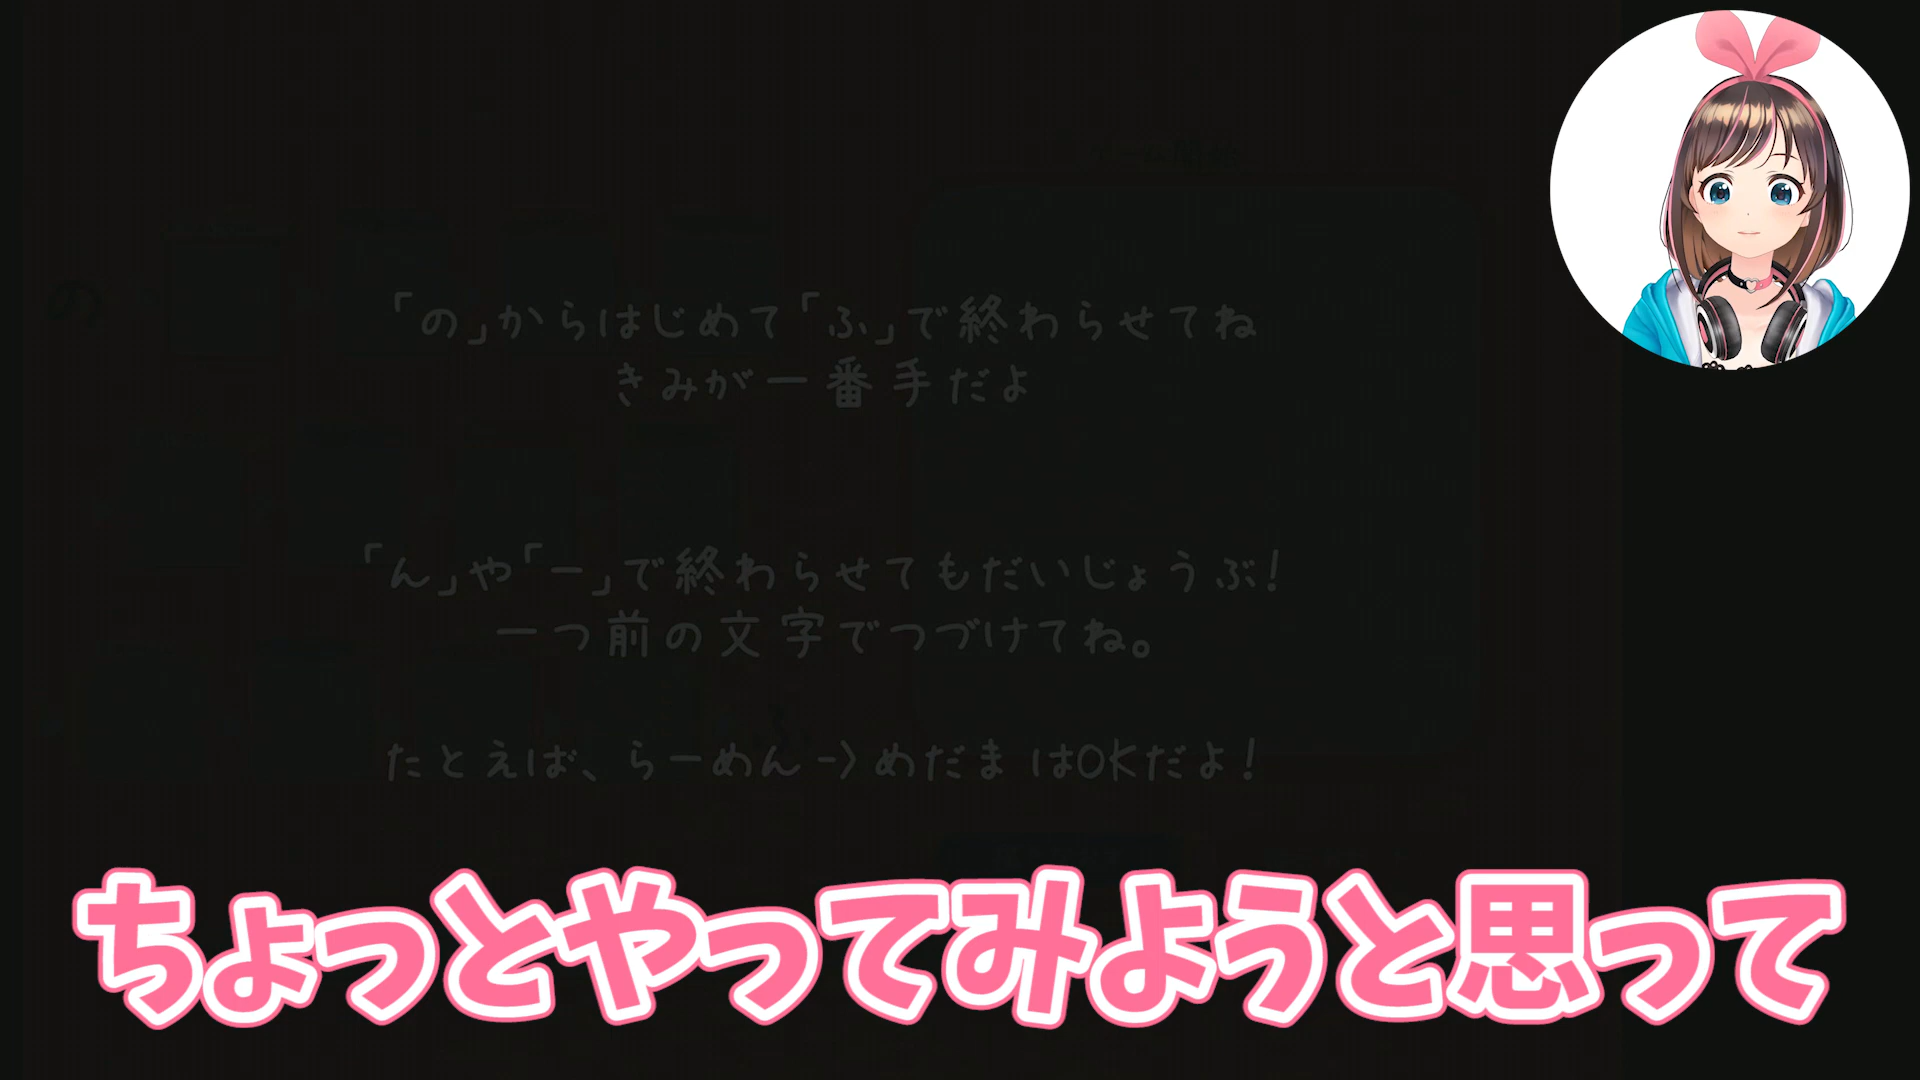 「の」からはじめて「ふ」で終わらせてね
きみが一番手だよ
の
「ん」や「ー」で終わらせてもだいじょうぶ!
一つ前の文字でつづけてね。
ふ
たとえば、らーめん->めだま はOKだよ!
ちょっとやってみようと思って